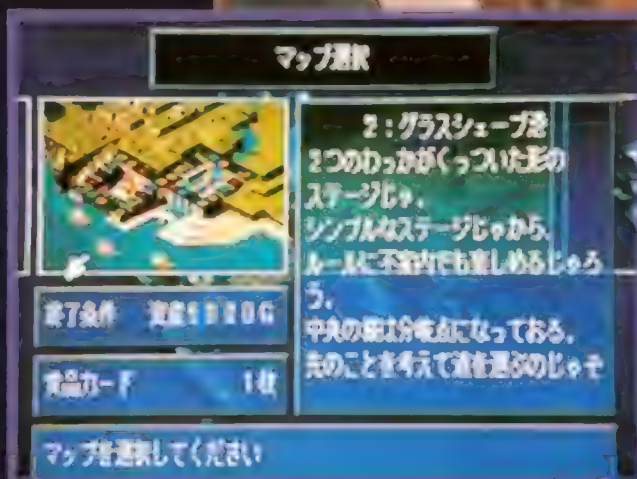 マップ選択
2:グラスシェーブ港
2つのわっかがくっついた形の
ステージじゃ。
シンプルなステージじゃから、
ルールに不案内でも楽しめるじゃろ
う。
中央の橋は分岐点になっておる。
先のことを考えて道を選ぶのじゃぞ
終了条件
賞品カード 1枚
マップを選択してください